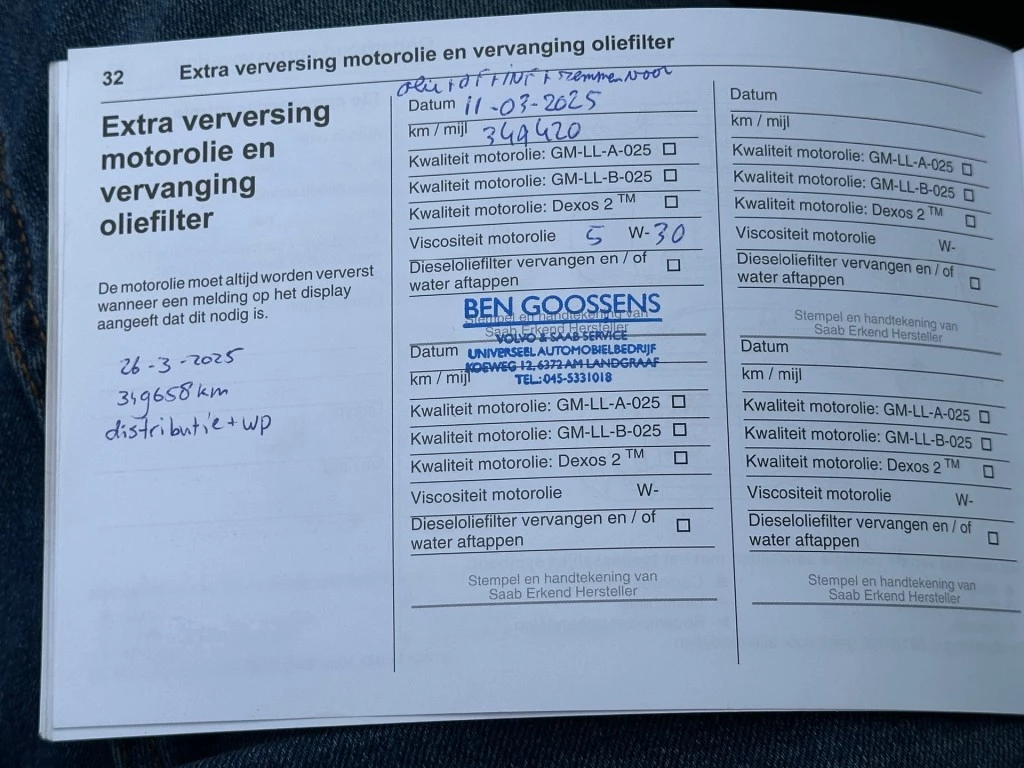 32 Extra verversing motorolie en vervanging oliefilter
Extra verversing
motorolie en
vervanging
oliefilter
De motorolie moet altijd worden ververst
wanneer een melding op het display
aangeeft dat dit nodig is.
26-3-2025
349658 km
distributie + wp
olie + OF + INT + remmen voor
Datum 11-03-2025
km / mijl 349420
Kwaliteit motorolie: GM-LL-A-025 ☐
Kwaliteit motorolie: GM-LL-B-025 ☐
Kwaliteit motorolie: Dexos 2 TM ☐
Viscositeit motorolie 5 W-30
Dieseloliefilter vervangen en / of
water aftappen ☐
BEN GOOSSENS
Stempel en handtekening van
Saab Erkend Hersteller
VOLVO & SAAB SERVICE
UNIVERSEEL AUTOMOBIELBEDRIJF
KOEWEG 12, 6372 AM LANDGRAAF
TEL.: 045-5331018
Datum
km / mijl
Kwaliteit motorolie: GM-LL-A-025 ☐
Kwaliteit motorolie: GM-LL-B-025 ☐
Kwaliteit motorolie: Dexos 2 TM ☐
Viscositeit motorolie W-
Dieseloliefilter vervangen en / of
water aftappen ☐
Stempel en handtekening van
Saab Erkend Hersteller
Datum
km / mijl
Kwaliteit motorolie: GM-LL-A-025 ☐
Kwaliteit motorolie: GM-LL-B-025 ☐
Kwaliteit motorolie: Dexos 2 TM ☐
Viscositeit motorolie W-
Dieseloliefilter vervangen en / of
water aftappen ☐
Stempel en handtekening van
Saab Erkend Hersteller
Datum
km / mijl
Kwaliteit motorolie: GM-LL-A-025 ☐
Kwaliteit motorolie: GM-LL-B-025 ☐
Kwaliteit motorolie: Dexos 2 TM ☐
Viscositeit motorolie W-
Dieseloliefilter vervangen en / of
water aftappen ☐
Stempel en handtekening van
Saab Erkend Hersteller